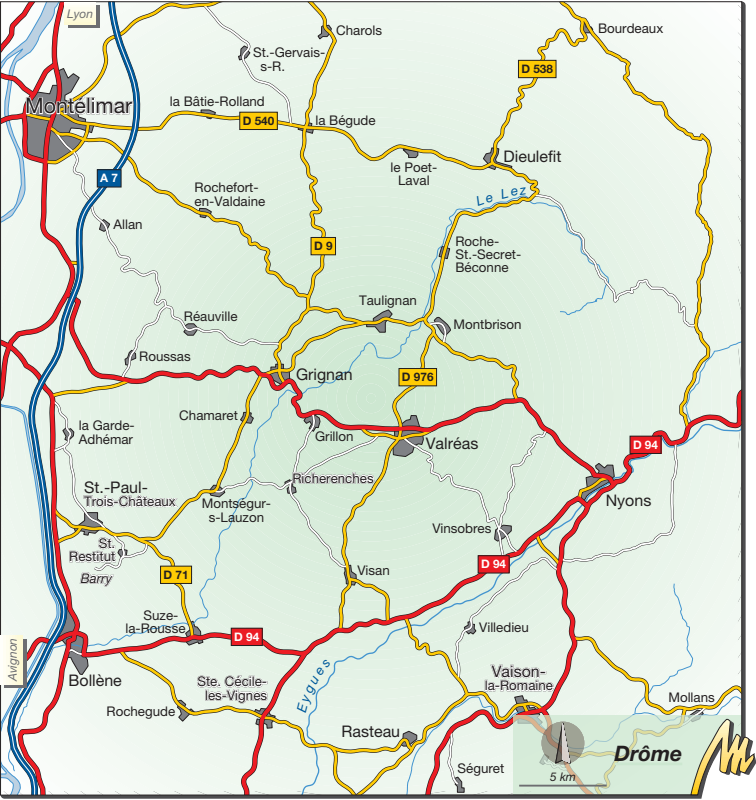 Lyon
Charols
Bourdeaux
St.-Gervais-
s-R.
D 538
Montelimar
la Bâtie-Rolland
D 540
la Bégude
le Poet-
Laval
Dieulefit
A 7
Rochefort-
en-Valdaine
Le Lez
Allan
D 9
Roche-
St.-Secret-
Béconne
Taulignan
Réauville
Montbrison
Roussas
Grignan
D 976
Chamaret
la Garde-
Adhémar
Grillon
Valréas
D 94
Richerenches
St.-Paul-
Trois-Châteaux
Montségur-
s-Lauzon
Nyons
Vinsobres
St.
Restitut
Barry
D 71
Visan
D 94
Suze-
la-Rousse
D 94
Villedieu
Avignon
Bollène
Ste. Cécile-
les-Vignes
Eygues
Vaison-
la-Romaine
Mollans
Rochegude
Rasteau
Drôme
Séguret
5 km